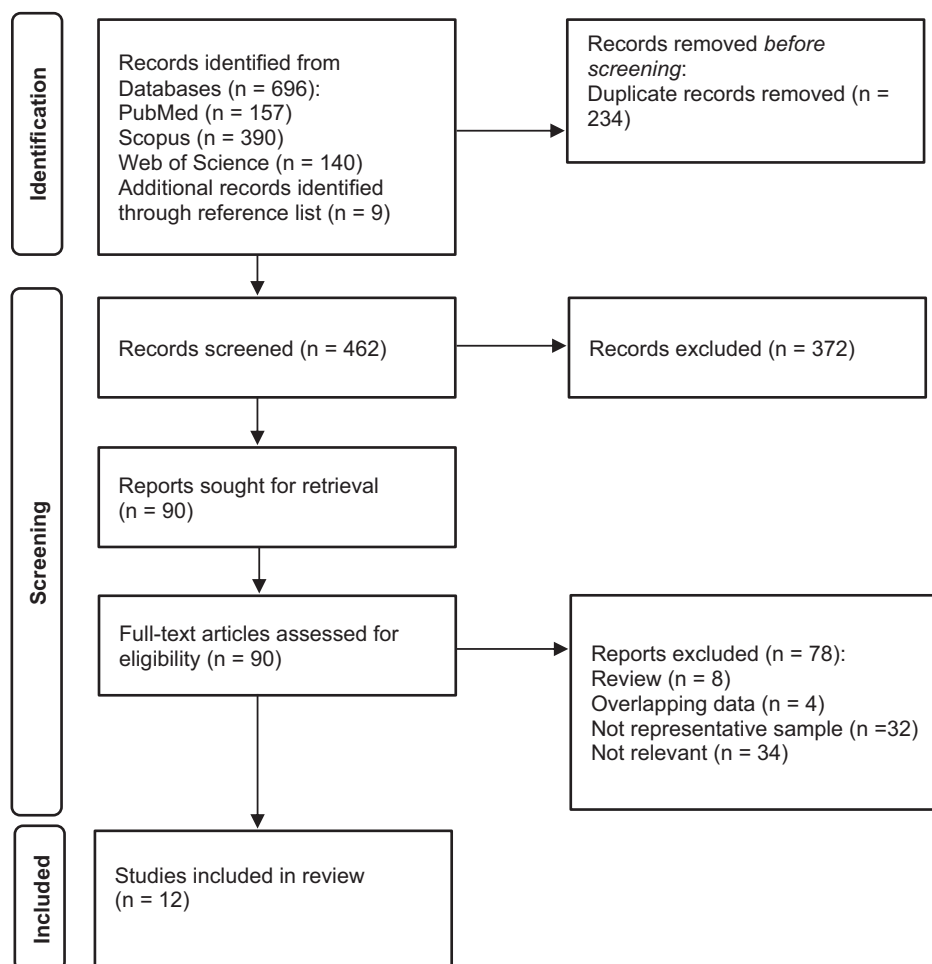 Identification
Records identified from
Databases (n = 696):
PubMed (n = 157)
Scopus (n = 390)
Web of Science (n = 140)
Additional records identified
through reference list (n = 9)
Records removed before
screening:
Duplicate records removed (n =
234)
Screening
Records screened (n = 462)
Records excluded (n = 372)
Reports sought for retrieval
(n = 90)
Full-text articles assessed for
eligibility (n = 90)
Reports excluded (n = 78):
Review (n = 8)
Overlapping data (n = 4)
Not representative sample (n =32)
Not relevant (n = 34)
Included
Studies included in review
(n = 12)